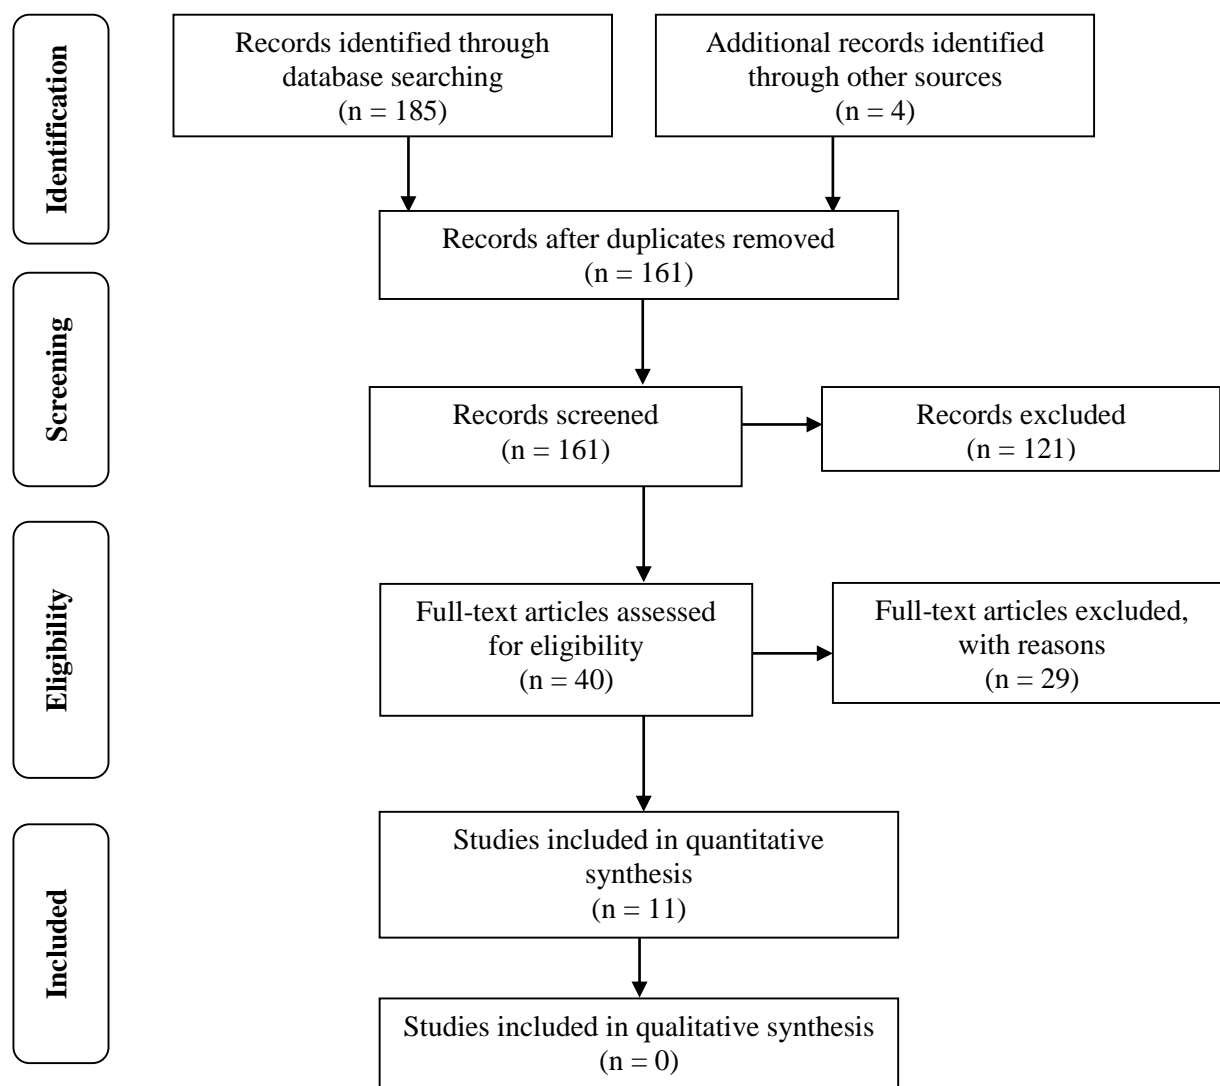 Identification
Records identified through
database searching
(n = 185)
Additional records identified
through other sources
(n = 4)
Records after duplicates removed
(n = 161)
Screening
Records screened
(n = 161)
Records excluded
(n = 121)
Eligibility
Full-text articles assessed
for eligibility
(n = 40)
Full-text articles excluded,
with reasons
(n = 29)
Included
Studies included in quantitative
synthesis
(n = 11)
Studies included in qualitative synthesis
(n = 0)